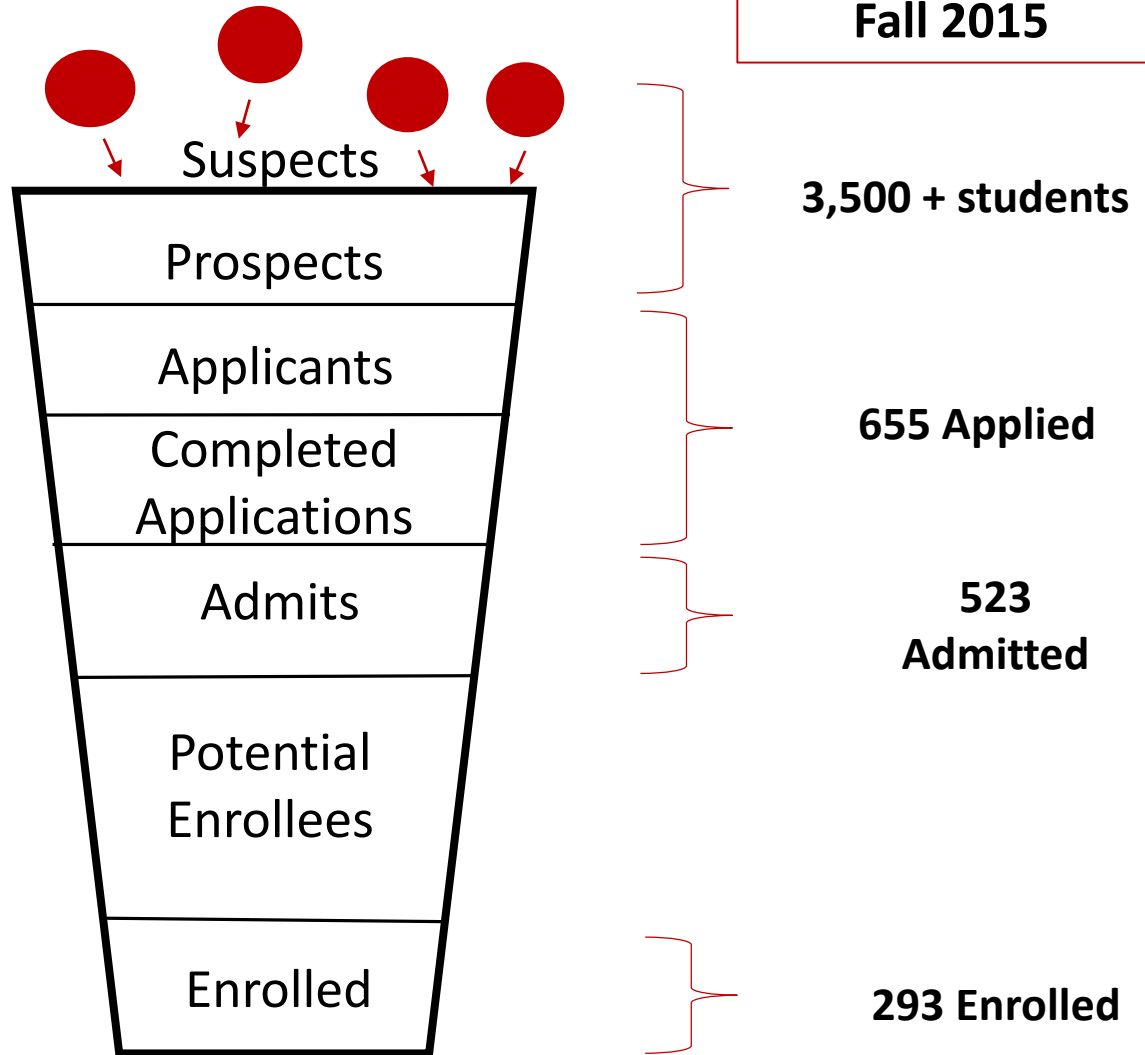 Fall 2015
Suspects
3,500 + students
Prospects
Applicants
655 Applied
Completed
Applications
523
Admitted
Admits
Potential
Enrollees
Enrolled
293 Enrolled